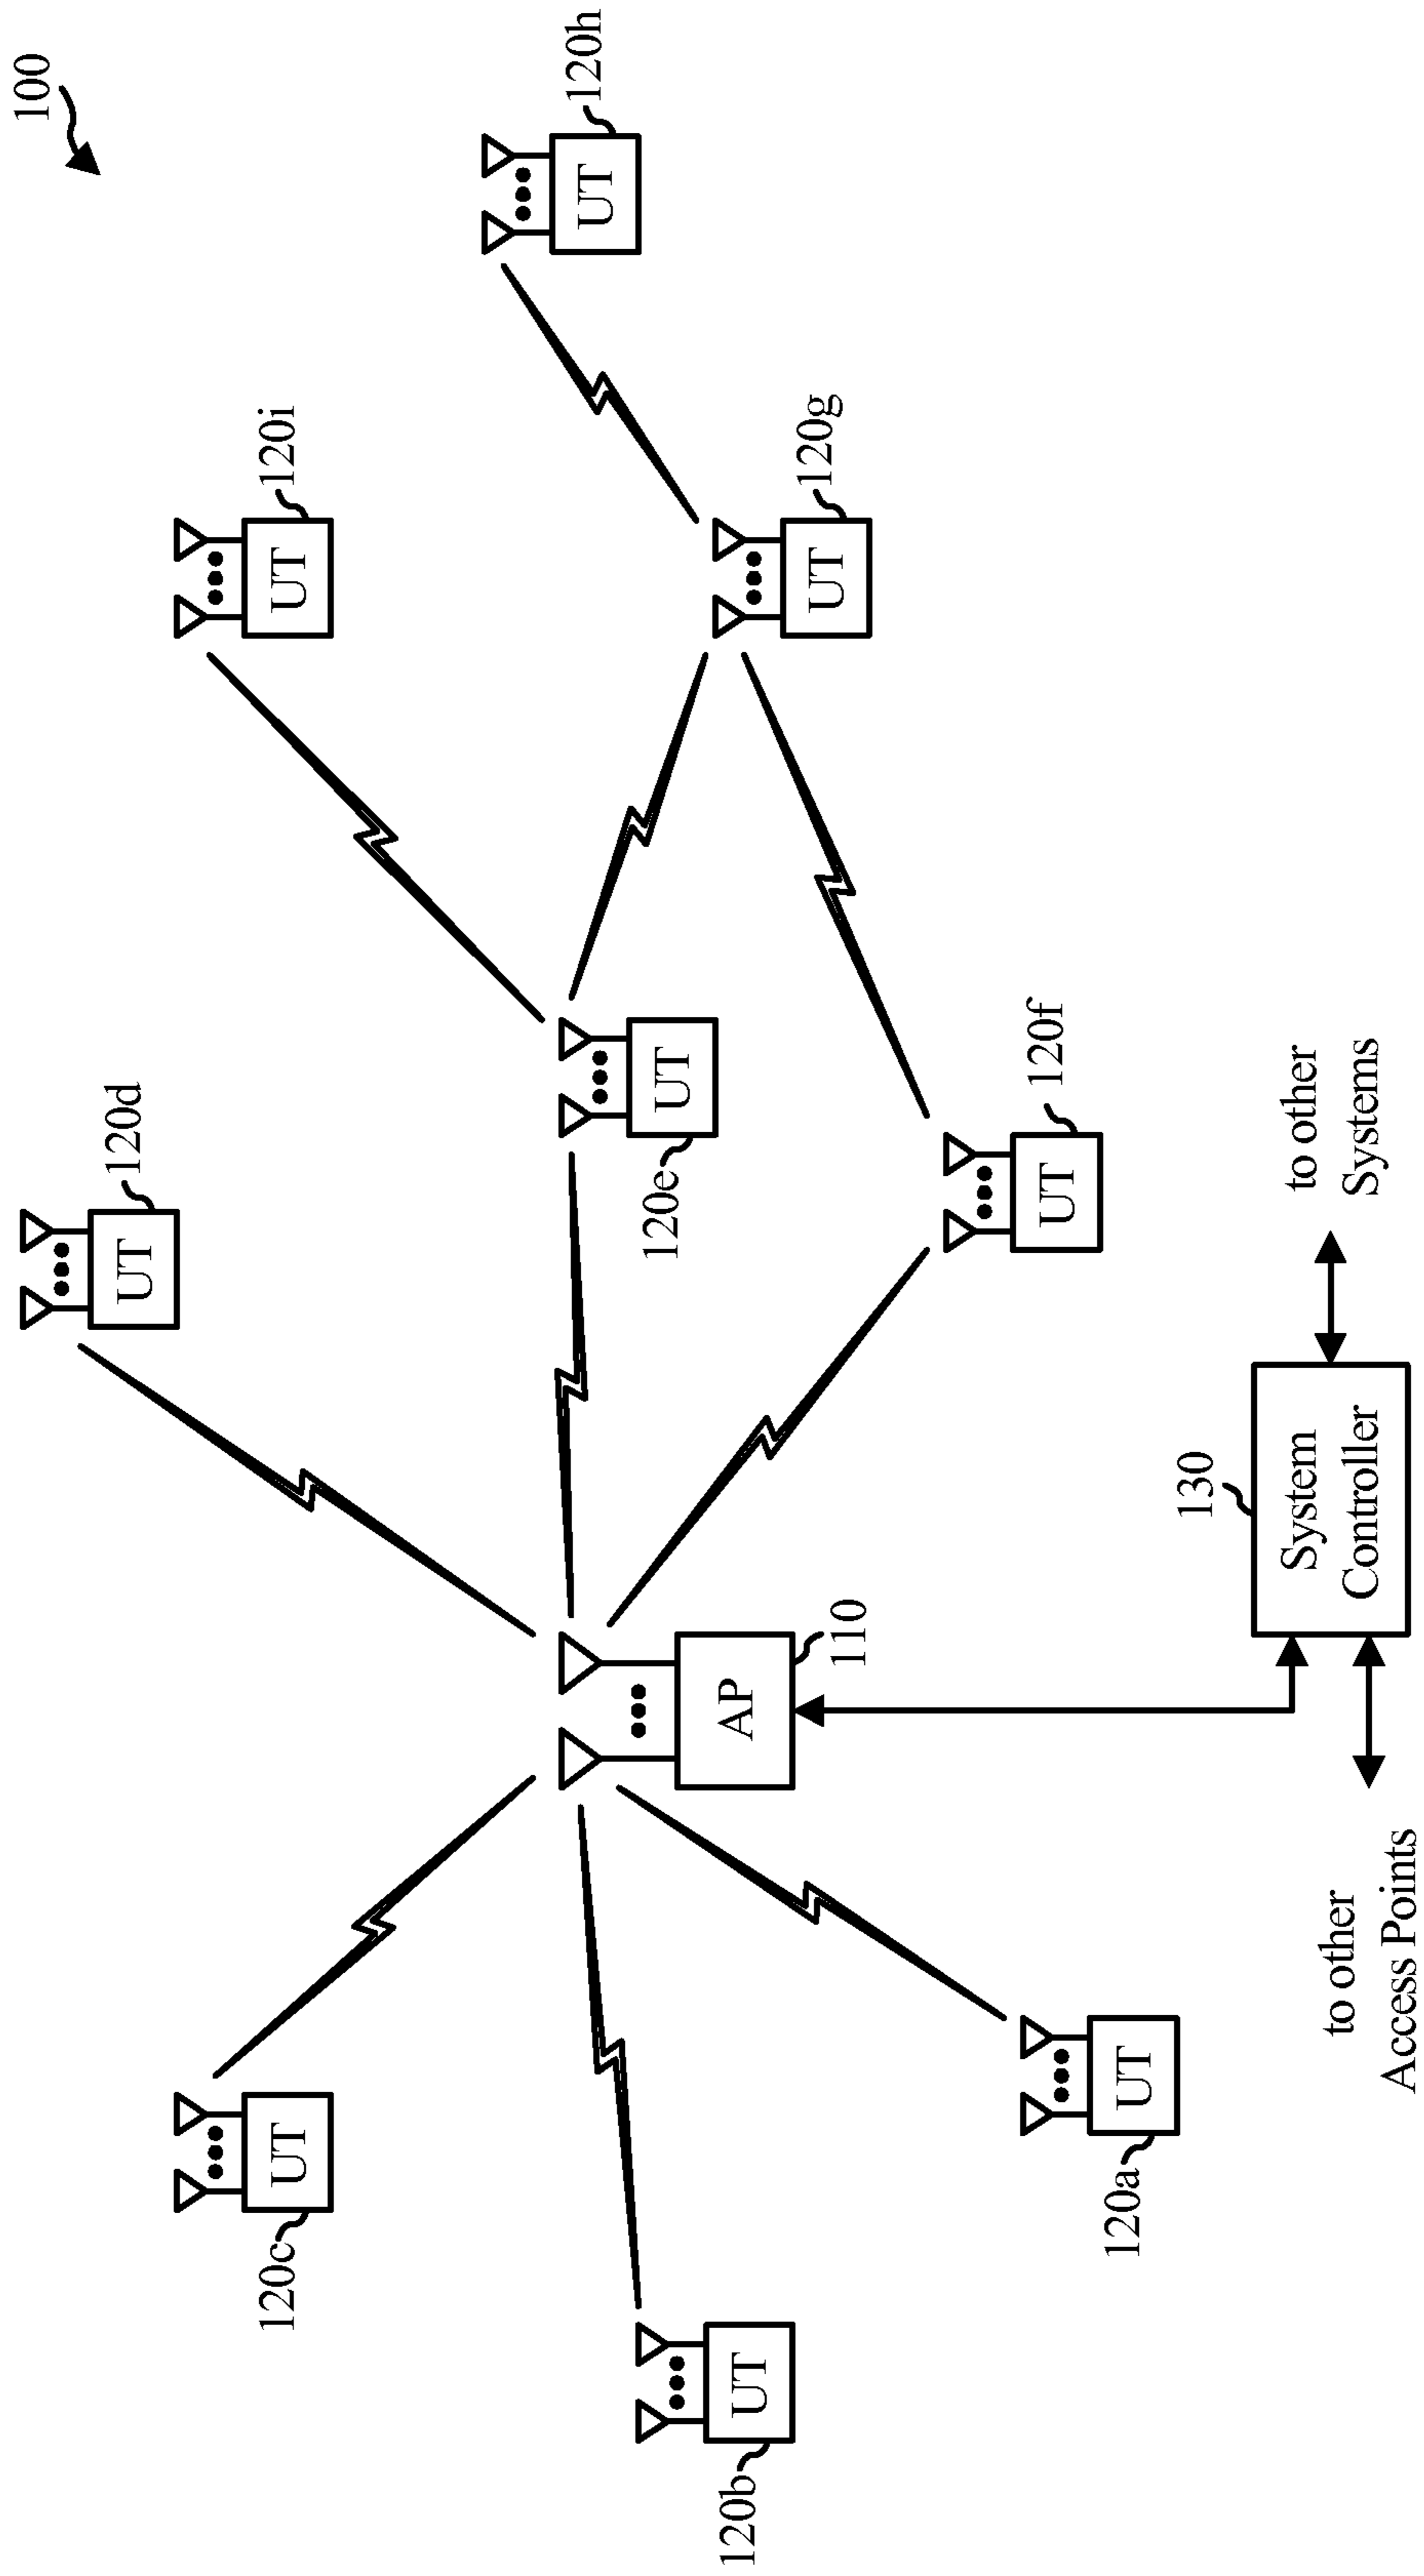 100
UT
120d
UT
120c
UT
120i
UT
120h
UT
120e
UT
120b
AP
110
UT
120g
UT
120f
UT
120a
130
System
Controller
to other
Systems
to other
Access Points